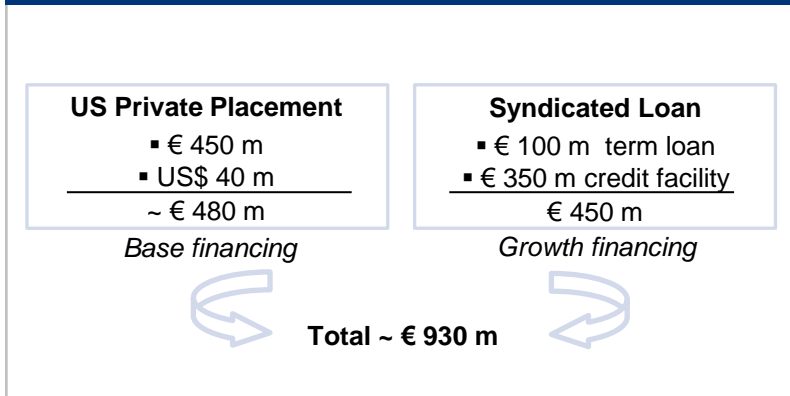 US Private Placement
▪ € 450 m
▪ US$ 40 m
~ € 480 m
Base financing
Syndicated Loan
▪ € 100 m term loan
▪ € 350 m credit facility
€ 450 m
Growth financing
Total ~ € 930 m